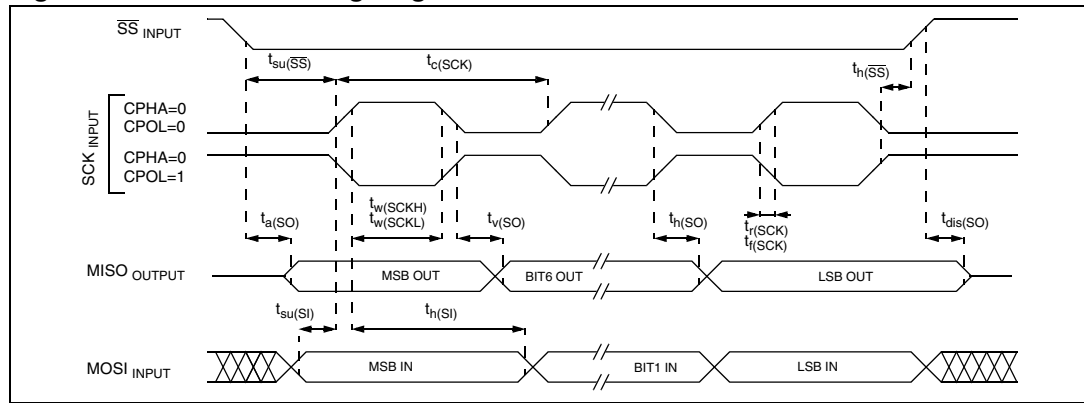 SS INPUT
tsu(SS)
tc(SCK)
th(SS)
SCK INPUT
CPHA=0
CPOL=0
CPHA=0
CPOL=1
ta(SO)
tw(SCKH)
tw(SCKL)
tv(SO)
th(SO)
tr(SCK)
tf(SCK)
tdis(SO)
MISO OUTPUT
MSB OUT
BIT6 OUT
LSB OUT
tsu(SI)
th(SI)
MOSI INPUT
MSB IN
BIT1 IN
LSB IN